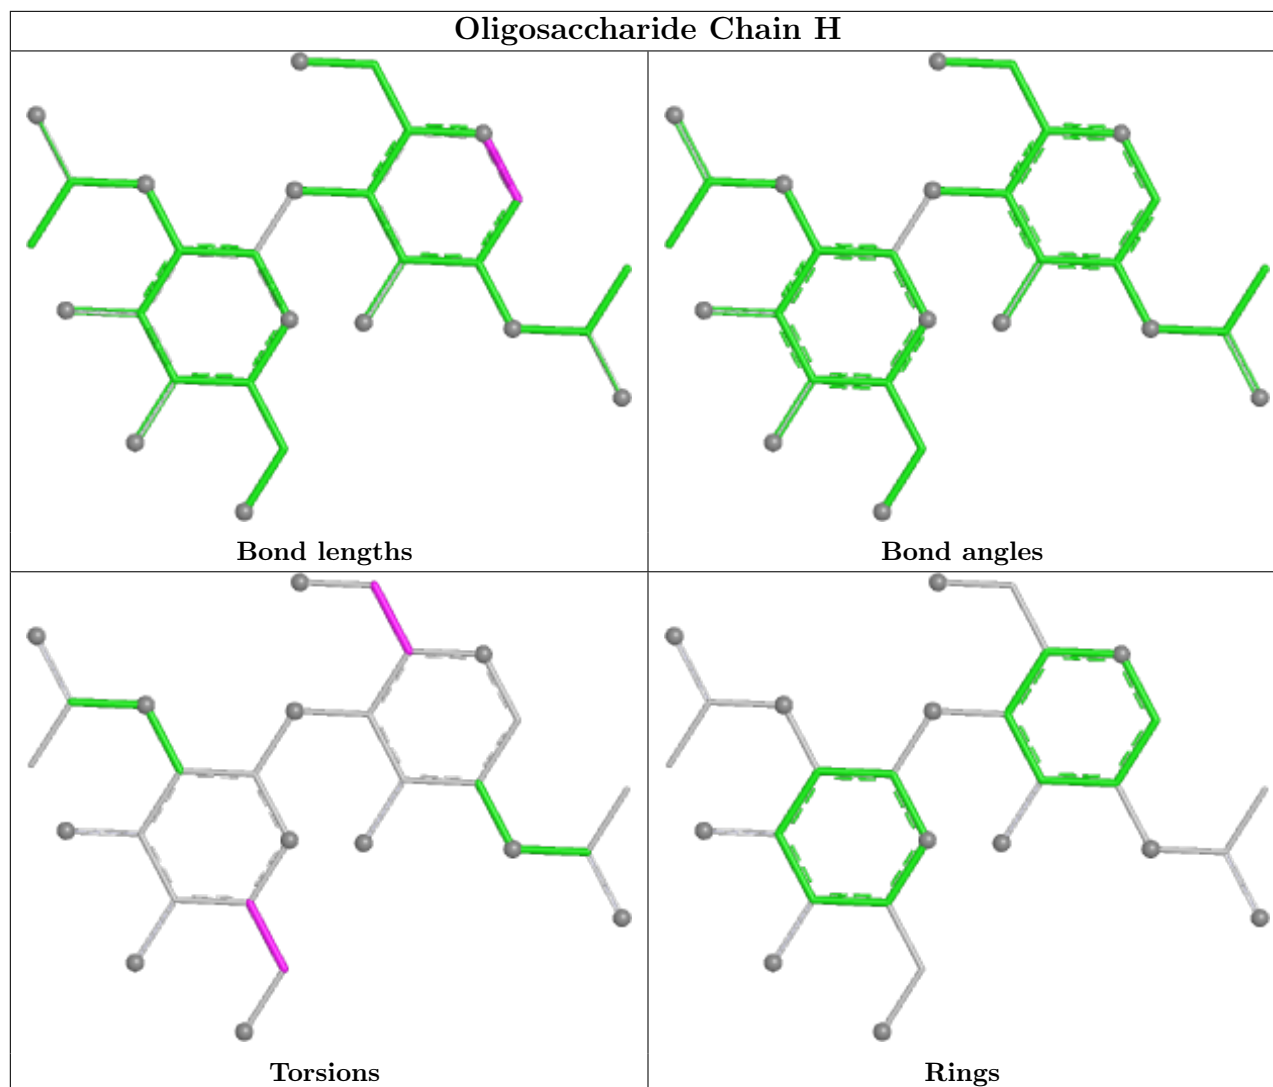 Oligosaccharide Chain H
Bond lengths
Bond angles
Torsions
Rings